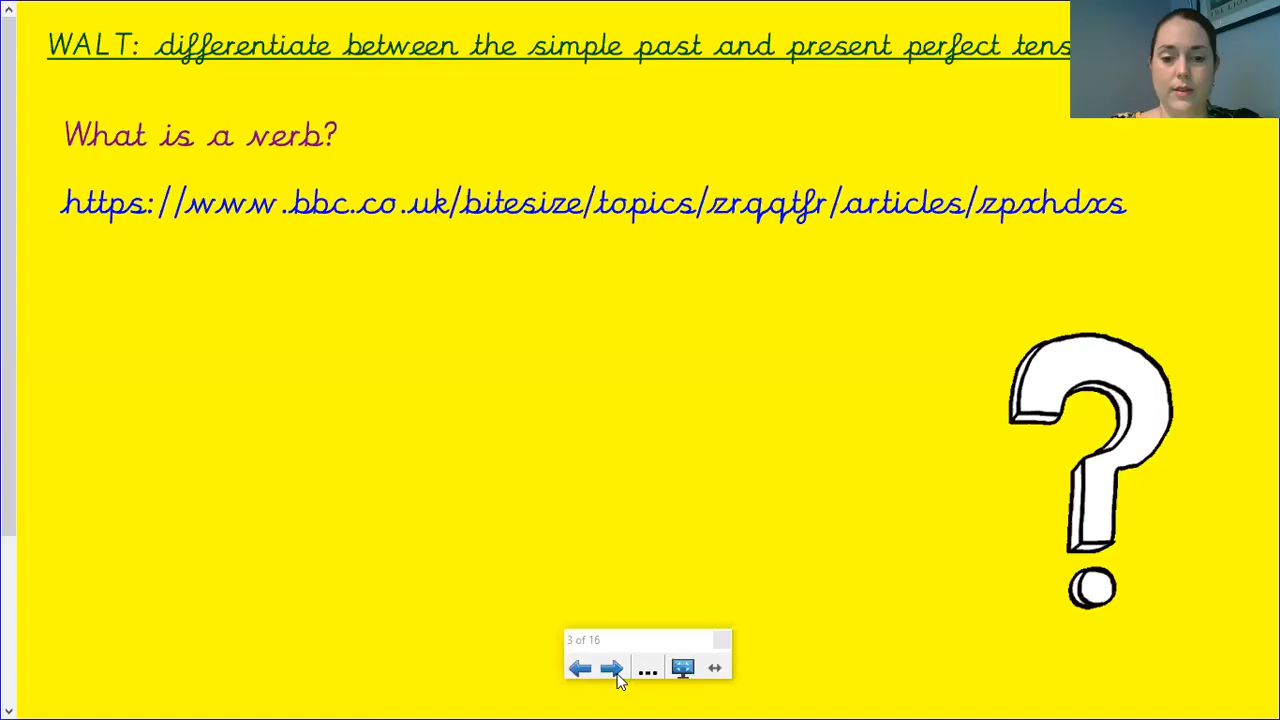 WALT: differentiate between the simple past and present perfect tens
What is a verb?
https://www.bbc.co.uk/bitesize/topics/zrqqtfr/articles/zpxhdxs
3 of 16